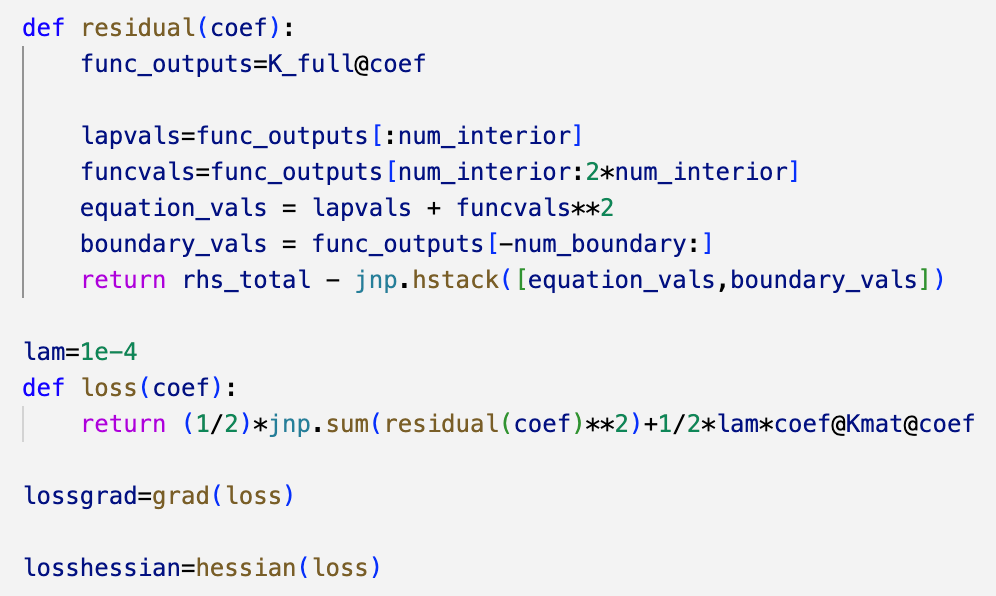 def residual(coef):
    func_outputs=K_full@coef
    lapvals=func_outputs[:num_interior]
    funcvals=func_outputs[num_interior:2*num_interior]
    equation_vals = lapvals + funcvals**2
    boundary_vals = func_outputs[-num_boundary:]
    return rhs_total - jnp.hstack([equation_vals,boundary_vals])
lam=1e-4
def loss(coef):
    return (1/2)*jnp.sum(residual(coef)**2)+1/2*lam*coef@Kmat@coef
lossgrad=grad(loss)
losshessian=hessian(loss)